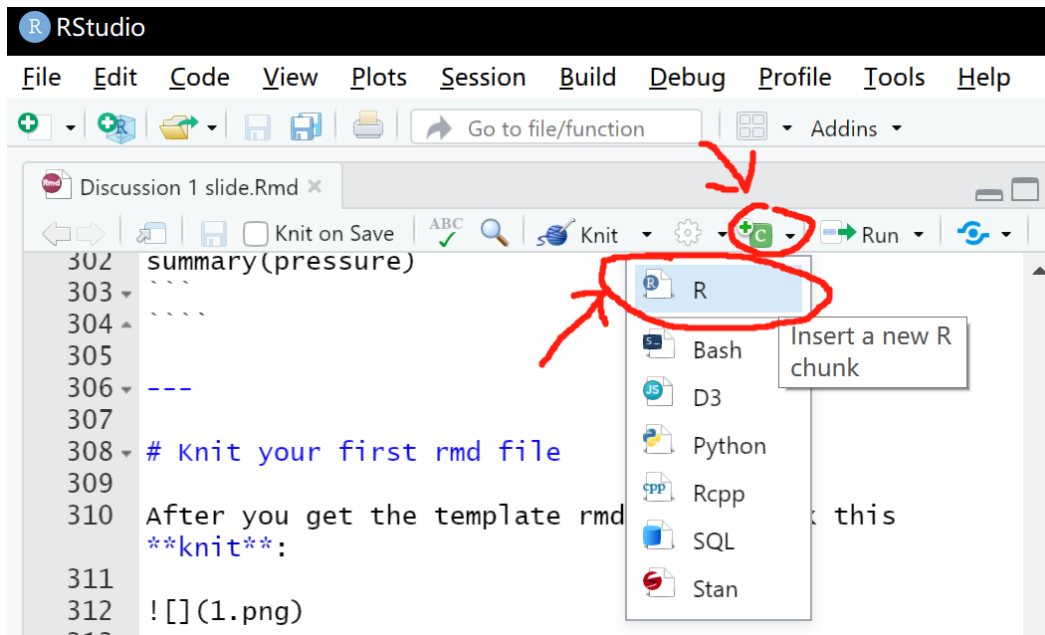 RStudio
File Edit Code View Plots Session Build Debug Profile Tools Help
Go to file/function Addins
Discussion 1 slide.Rmd
Knit on Save ABC Knit Run
302 summary(pressure)
303 ```
304 ````
305
306 ---
307
308 # Knit your first rmd file
309
310 After you get the template rmd k this
**knit**:
311
312 ![](1.png)
R
Insert a new R
chunk
Bash
D3
Python
Rcpp
SQL
Stan